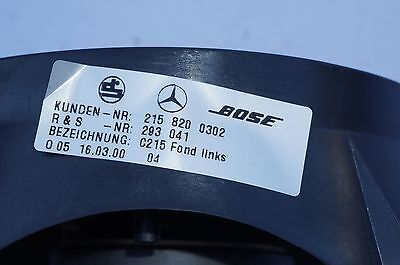 BOSE
KUNDEN-NR: 215 820 0302
R & S -NR: 293 041
BEZEICHNUNG: C215 Fond links
0 05 16.03.00 04